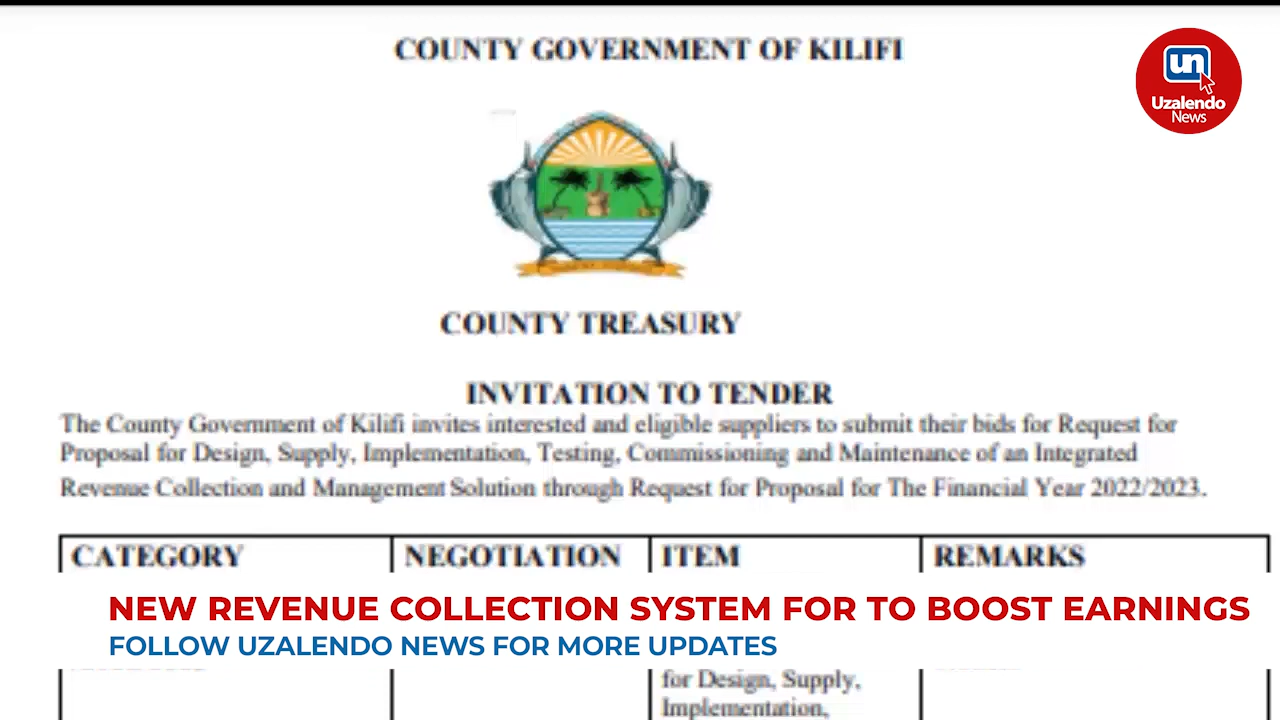 COUNTY GOVERNMENT OF KILIFI
un
Uzalendo
News
COUNTY TREASURY
INVITATION TO TENDER
The County Government of Kilifi invites interested and eligible suppliers to submit their bids for Request for
Proposal for Design, Supply, Implementation, Testing, Commissioning and Maintenance of an Integrated
Revenue Collection and Management Solution through Request for Proposal for The Financial Year 2022/2023.
CATEGORY NEGOTIATION ITEM REMARKS
NEW REVENUE COLLECTION SYSTEM FOR TO BOOST EARNINGS
FOLLOW UZALENDO NEWS FOR MORE UPDATES
for Design, Supply,
Implementation,